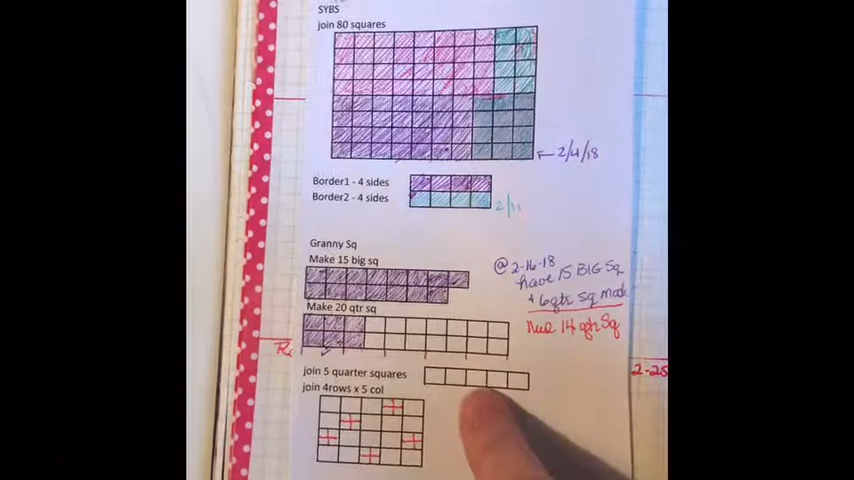 SYBS
join 80 squares
←2/4/18
Border1 - 4 sides
Border2 - 4 sides
2/11
Granny Sq
Make 15 big sq
@ 2-16-18
have 15 BIG Sq
+ 6 qtr Sq made
Make 20 qtr sq
Need 14 qtr Sq
2-25
join 5 quarter squares
join 4rows x 5 col